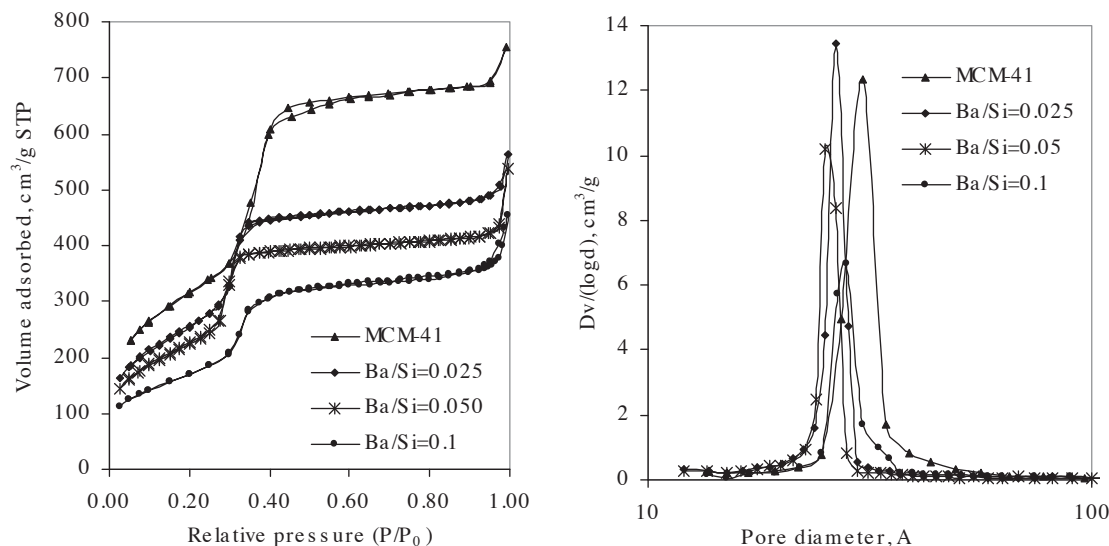 800
700
600
500
400
300
200
100
0
0.00 0.20 0.40 0.60 0.80 1.00
Volume adsorbed, cm³/g STP
Relative pressure (P/P₀)
MCM-41
Ba/Si=0.025
Ba/Si=0.050
Ba/Si=0.1
14
12
10
8
6
4
2
0
10 100
Dv/(logd), cm³/g
Pore diameter, A
MCM-41
Ba/Si=0.025
Ba/Si=0.05
Ba/Si=0.1